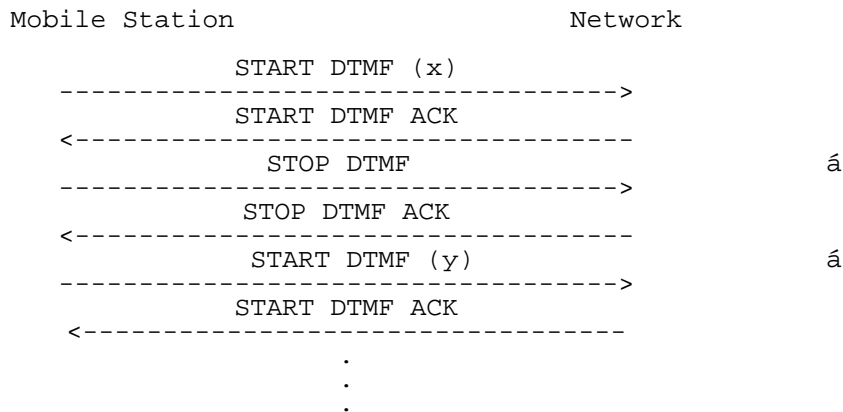 Mobile Station Network
START DTMF (x)
----------------------------------->
START DTMF ACK
<-----------------------------------
STOP DTMF á
----------------------------------->
STOP DTMF ACK
<-----------------------------------
START DTMF (y) á
----------------------------------->
START DTMF ACK
<----------------------------------
.
.
.